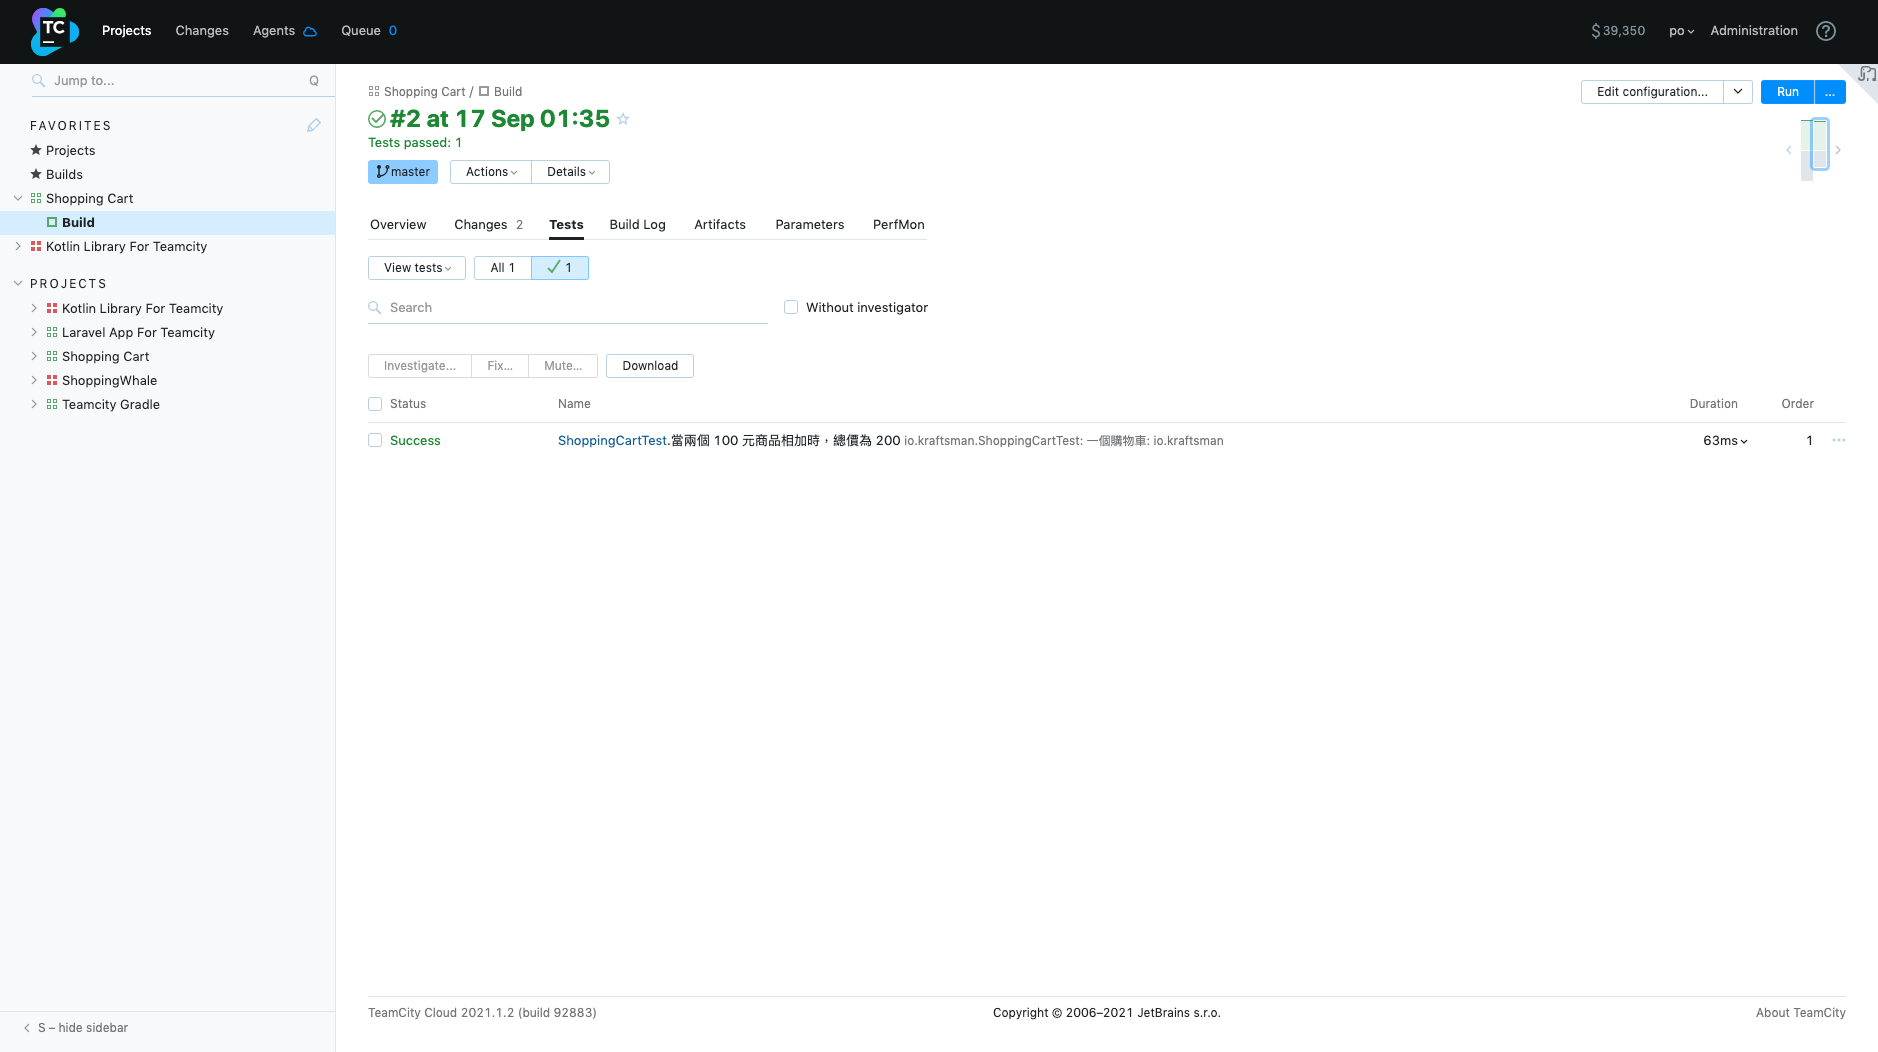 TC
Projects Changes Agents Queue 0 $ 39,350 po Administration ?
Jump to... Q
FAVORITES
Projects
Builds
Shopping Cart
Build
Kotlin Library For Teamcity
PROJECTS
Kotlin Library For Teamcity
Laravel App For Teamcity
Shopping Cart
ShoppingWhale
Teamcity Gradle
S – hide sidebar
Shopping Cart / Build
Edit configuration... Run ...
#2 at 17 Sep 01:35
Tests passed: 1
master Actions Details
Overview Changes 2 Tests Build Log Artifacts Parameters PerfMon
View tests All 1 1
Search Without investigator
Investigate... Fix... Mute... Download
Status Name Duration Order
Success ShoppingCartTest.當兩個 100 元商品相加時，總價為 200 io.kraftsman.ShoppingCartTest: 一個購物車: io.kraftsman 63ms 1
TeamCity Cloud 2021.1.2 (build 92883) Copyright © 2006–2021 JetBrains s.r.o. About TeamCity